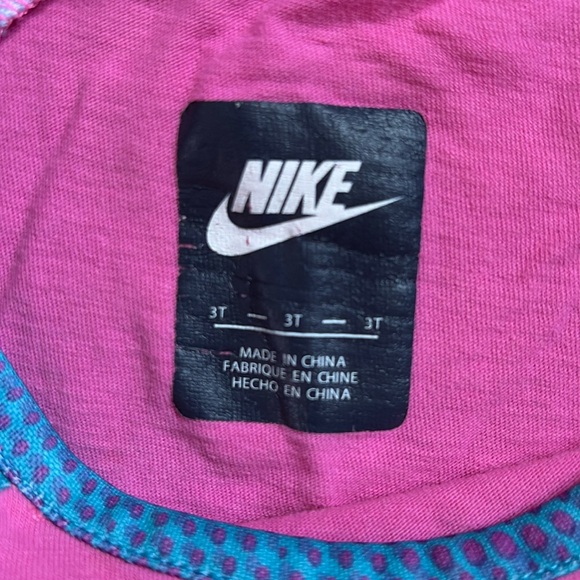 NIKE
3T — 3T — 3T
MADE IN CHINA
FABRIQUE EN CHINE
HECHO EN CHINA